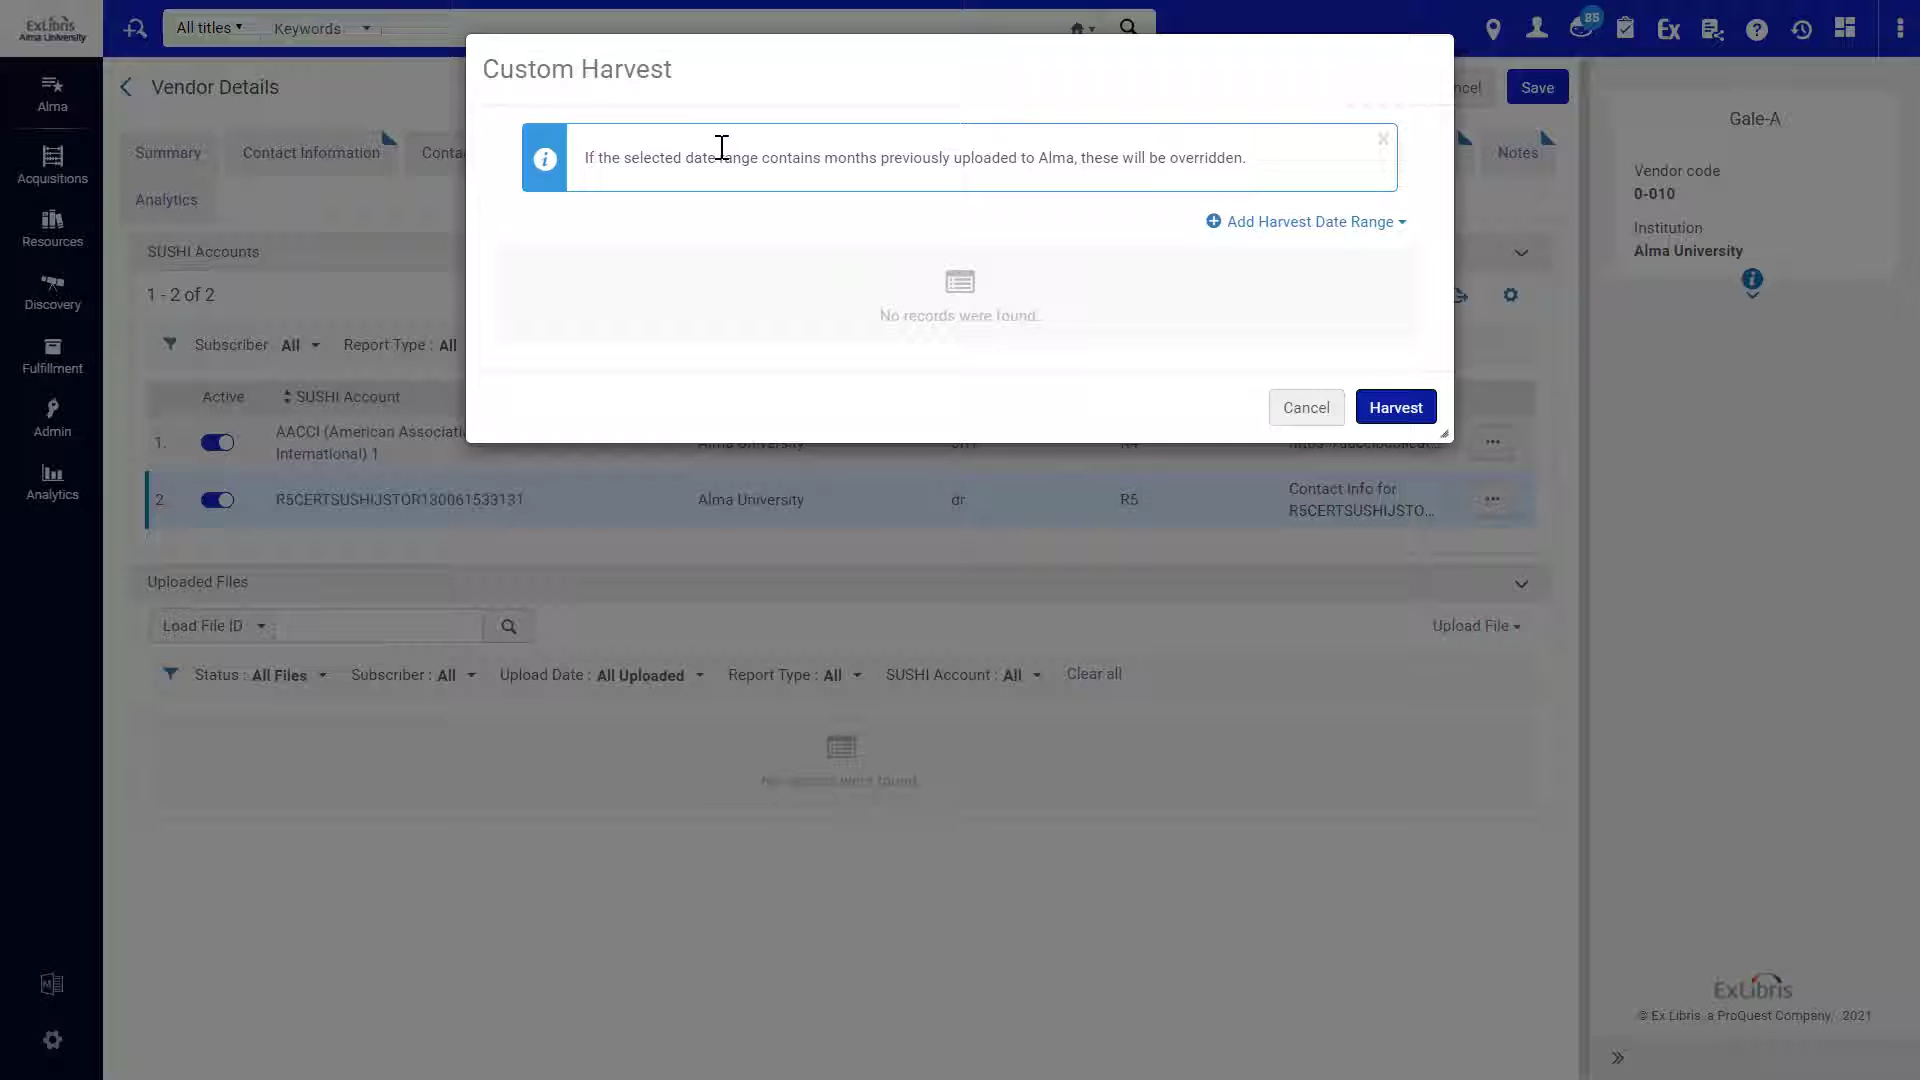 ExLibris
Alma University
All titles
Keywords
85
Ex
Alma
Acquisitions
Resources
Discovery
Fulfillment
Admin
Analytics
Vendor Details
Save
Summary
Contact Information
Notes
Analytics
Custom Harvest
If the selected date range contains months previously uploaded to Alma, these will be overridden.
Add Harvest Date Range
No records were found.
Cancel
Harvest
SUSHI Accounts
1 - 2 of 2
Subscriber All
Report Type : All
Active
SUSHI Account
1.
AACCI (American Associati
International) 1
Alma University
R4
2
R5CERTSUSHIJSTOR130061533131
Alma University
dr
R5
Contact info for
R5CERTSUSHIJSTO...
Uploaded Files
Load File ID
Upload File
Status : All Files
Subscriber : All
Upload Date : All Uploaded
Report Type : All
SUSHI Account : All
Clear all
No records were found.
Gale-A
Vendor code
0-010
Institution
Alma University
ExLibris
© Ex Libris, a ProQuest Company, 2021